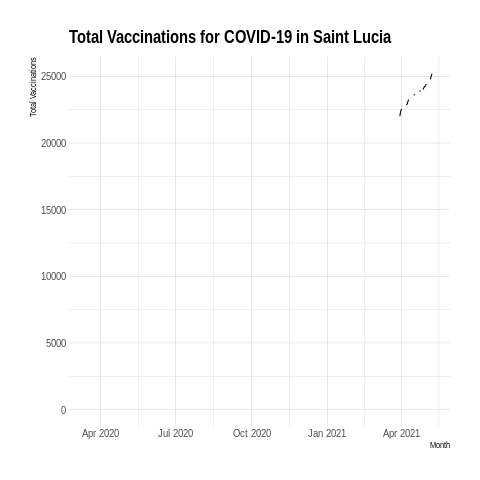 Total Vaccinations for COVID-19 in Saint Lucia
Total Vaccinations
25000
20000
15000
10000
5000
0
Apr 2020 Jul 2020 Oct 2020 Jan 2021 Apr 2021
Month